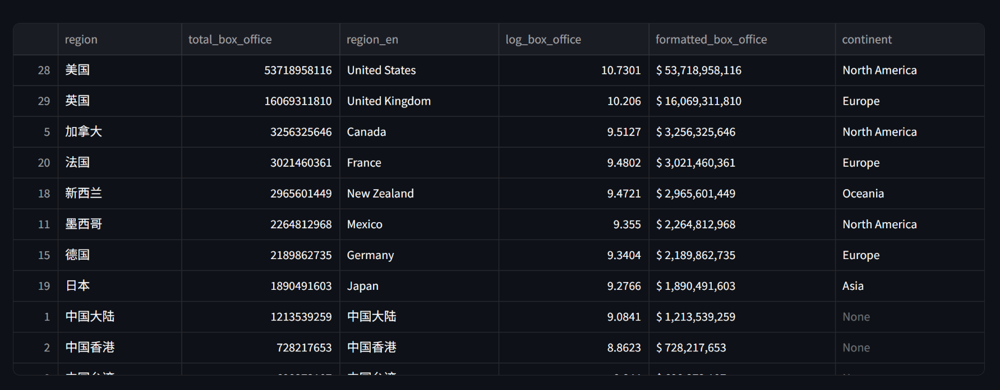 region total_box_office region_en log_box_office formatted_box_office continent
28 美国 53718958116 United States 10.7301 $ 53,718,958,116 North America
29 英国 16069311810 United Kingdom 10.206 $ 16,069,311,810 Europe
5 加拿大 3256325646 Canada 9.5127 $ 3,256,325,646 North America
20 法国 3021460361 France 9.4802 $ 3,021,460,361 Europe
18 新西兰 2965601449 New Zealand 9.4721 $ 2,965,601,449 Oceania
11 墨西哥 2264812968 Mexico 9.355 $ 2,264,812,968 North America
15 德国 2189862735 Germany 9.3404 $ 2,189,862,735 Europe
19 日本 1890491603 Japan 9.2766 $ 1,890,491,603 Asia
1 中国大陆 1213539259 中国大陆 9.0841 $ 1,213,539,259 None
2 中国香港 728217653 中国香港 8.8623 $ 728,217,653 None